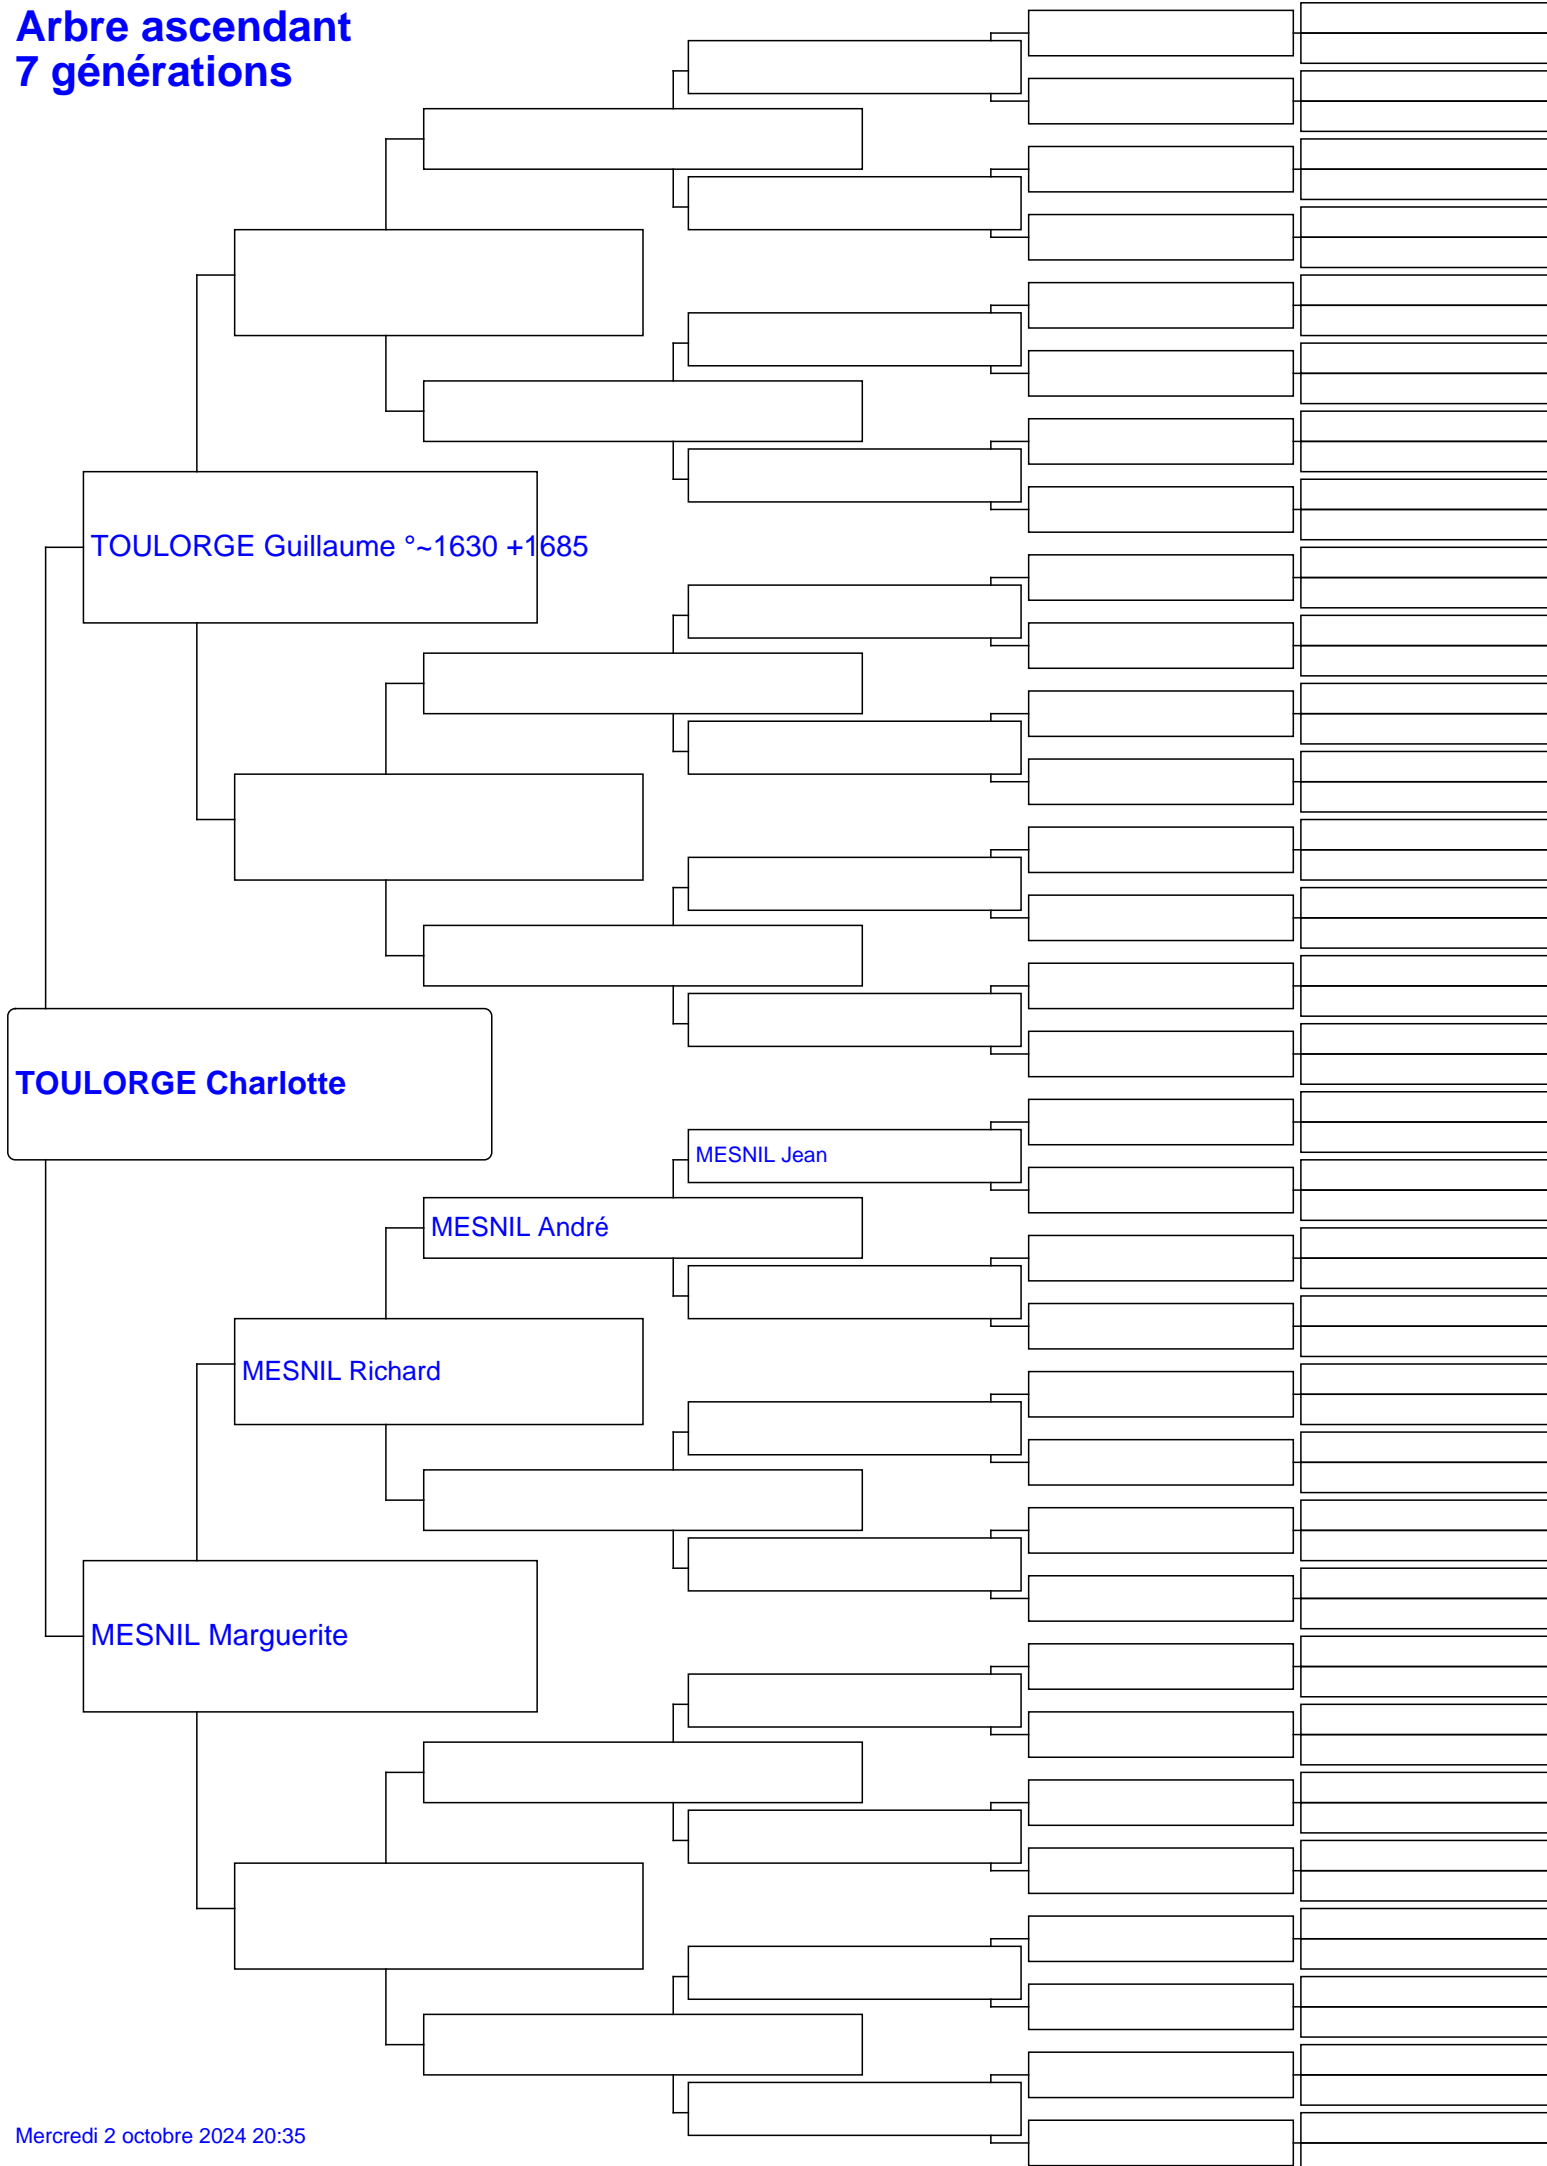 Arbre ascendant
7 générations
TOULORGE Guillaume °~1630 +1685
TOULORGE Charlotte
MESNIL Jean
MESNIL André
MESNIL Richard
MESNIL Marguerite
Mercredi 2 octobre 2024 20:35